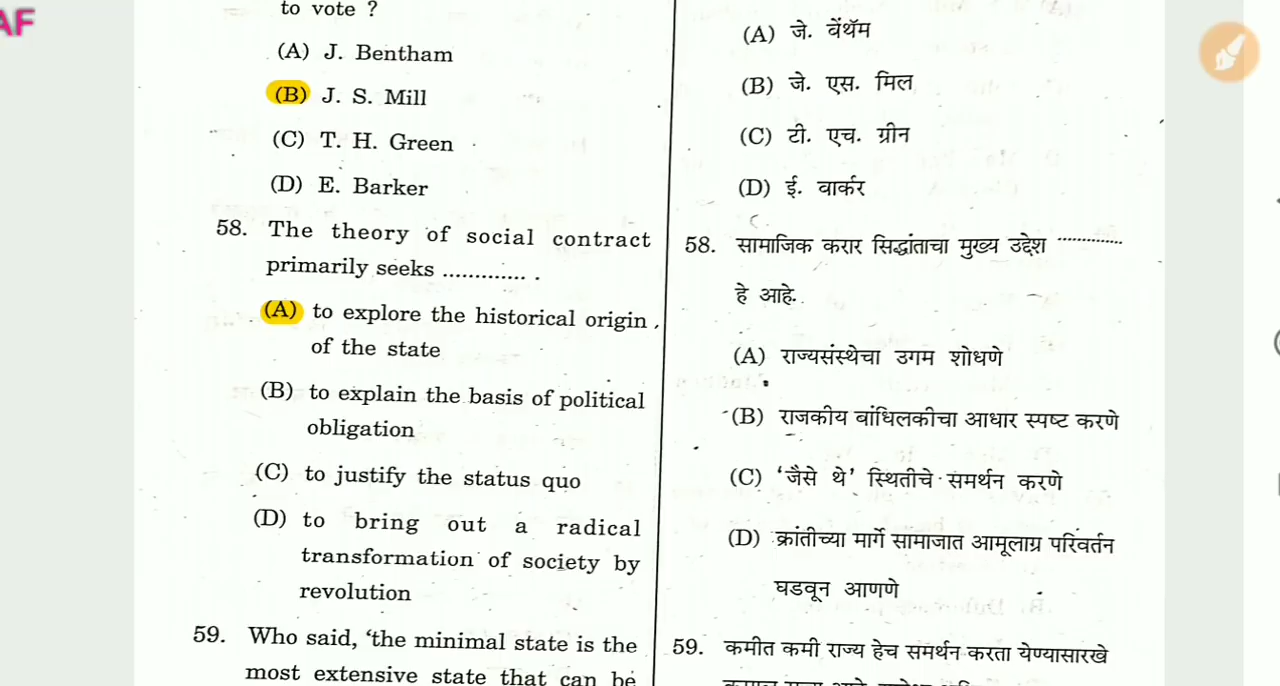 AF
to vote ?
(A) J. Bentham
(B) J. S. Mill
(C) T. H. Green
(D) E. Barker
58. The theory of social contract
primarily seeks ............. .
(A) to explore the historical origin
of the state
(B) to explain the basis of political
obligation
(C) to justify the status quo
(D) to bring out a radical
transformation of society by
revolution
59. Who said, 'the minimal state is the
most extensive state that can be
(A) जे. बेंथॅम
(B) जे. एस. मिल
(C) टी. एच. ग्रीन
(D) ई. बार्कर
58. सामाजिक करार सिद्धांताचा मुख्य उद्देश .............
हे आहे.
(A) राज्यसंस्थेचा उगम शोधणे
(B) राजकीय बांधिलकीचा आधार स्पष्ट करणे
(C) 'जैसे थे' स्थितीचे समर्थन करणे
(D) क्रांतीच्या मार्गे सामाजात आमूलाग्र परिवर्तन
घडवून आणणे
59. कमीत कमी राज्य हेच समर्थन करता येण्यासारखे